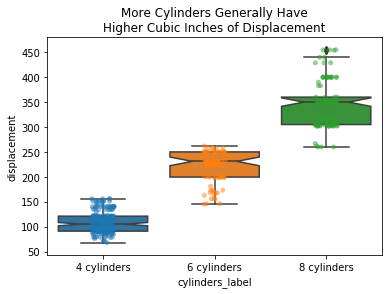 More Cylinders Generally Have
Higher Cubic Inches of Displacement
displacement
450
400
350
300
250
200
150
100
50
4 cylinders
6 cylinders
8 cylinders
cylinders_label